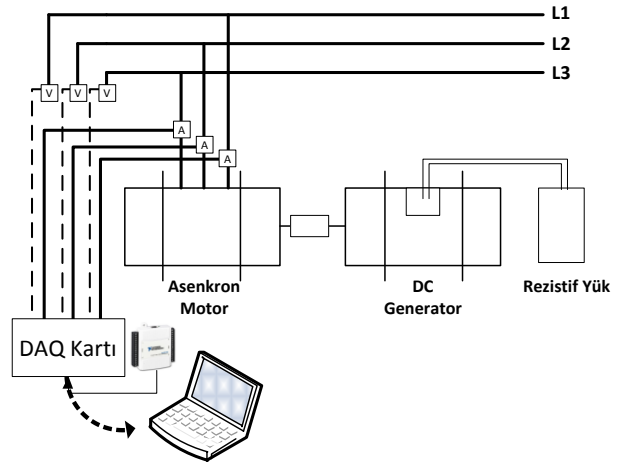 L1
L2
L3
V V V
A
A
A
Asenkron
Motor
DC
Generator
Rezistif Yük
DAQ Kartı